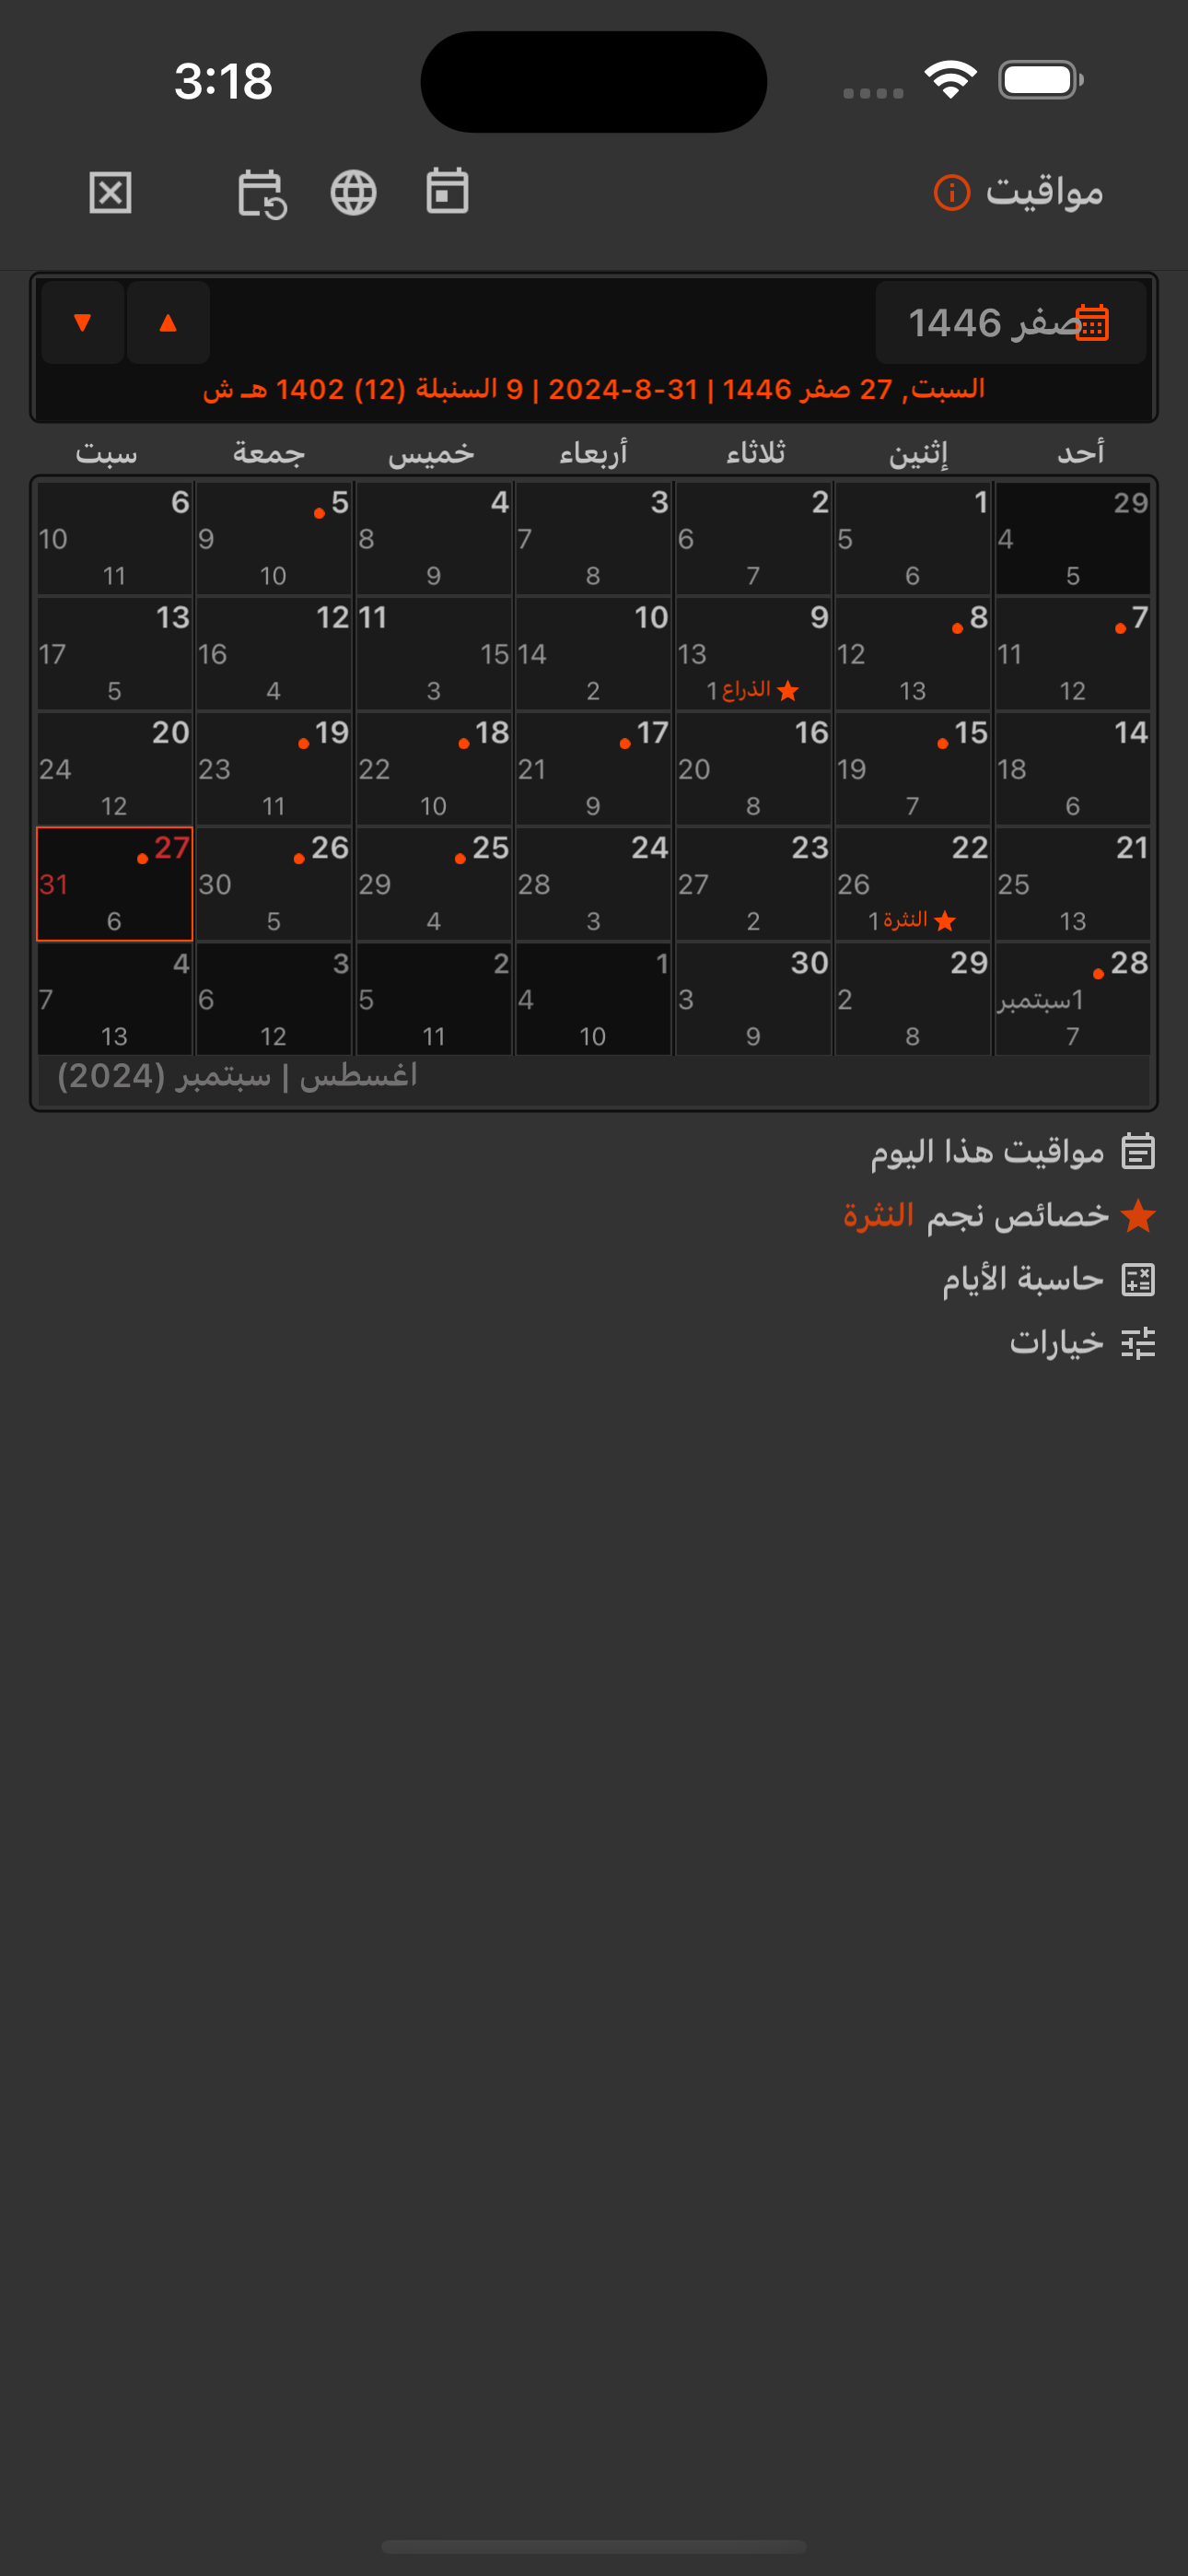 3:18
مواقيت
صفر 1446
▲ ▼
السبت, 27 صفر 1446 | 31-8-2024 | 9 السنبلة (12) 1402 هـ ش
أحد إثنين ثلاثاء أربعاء خميس جمعة سبت
29 1 2 3 4 5 6
4 5 6 7 8 9 10
5 6 7 8 9 10 11
7 8 9 10 11 12 13
11 12 13 14 15 16 17
12 13 الذراع 1 2 3 4 5
14 15 16 17 18 19 20
18 19 20 21 22 23 24
6 7 8 9 10 11 12
21 22 23 24 25 26 27
25 26 27 28 29 30 31
13 النثرة 1 2 3 4 5 6
28 29 30 1 2 3 4
1سبتمبر 2 3 4 5 6 7
7 8 9 10 11 12 13
اغسطس | سبتمبر (2024)
مواقيت هذا اليوم
خصائص نجم النثرة
حاسبة الأيام
خيارات